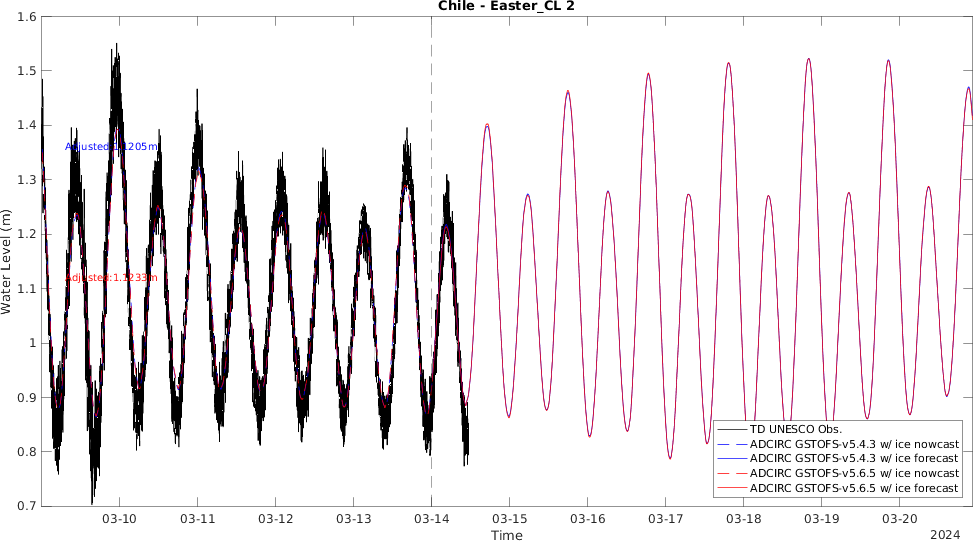 Chile - Easter_CL 2
1.6
1.5
1.4
1.3
1.2
1.1
1
0.9
0.8
0.7
Water Level (m)
Adjusted:1.1205m
Adjusted:1.1233m
TD UNESCO Obs.
ADCIRC GSTOFS-v5.4.3 w/ ice nowcast
ADCIRC GSTOFS-v5.4.3 w/ ice forecast
ADCIRC GSTOFS-v5.6.5 w/ ice nowcast
ADCIRC GSTOFS-v5.6.5 w/ ice forecast
03-10 03-11 03-12 03-13 03-14 03-15 03-16 03-17 03-18 03-19 03-20
Time
2024